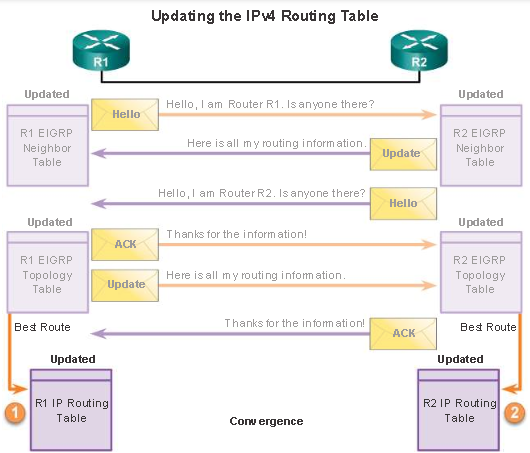 Updating the IPv4 Routing Table
R1
R2
Updated
Updated
R1 EIGRP
Neighbor
Table
Hello
Hello, I am Router R1. Is anyone there?
R2 EIGRP
Neighbor
Table
Here is all my routing information.
Update
Hello, I am Router R2. Is anyone there?
Hello
Updated
Updated
R1 EIGRP
Topology
Table
ACK
Thanks for the information!
R2 EIGRP
Topology
Table
Update
Here is all my routing information.
Thanks for the information!
ACK
Best Route
Best Route
Updated
Updated
1
R1 IP Routing
Table
R2 IP Routing
Table
2
Convergence